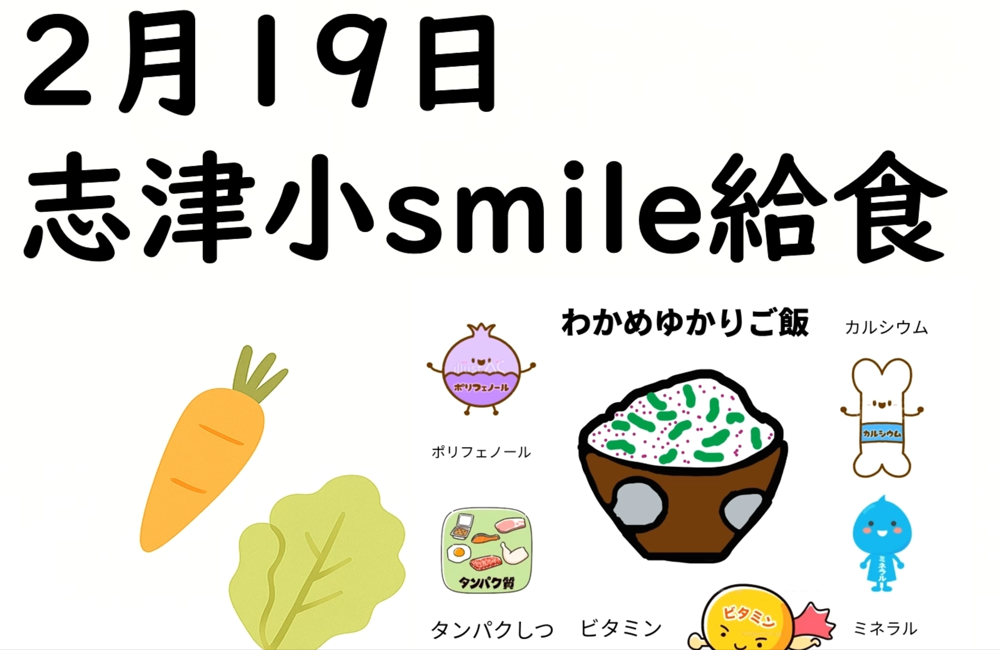 2月19日
志津小smile給食
わかめゆかりご飯
カルシウム
illustAC
ポリフェノール
カルシウム
ポリフェノール
ミネラル
タンパク質
ビタミン
タンパクしつ
ビタミン
ミネラル